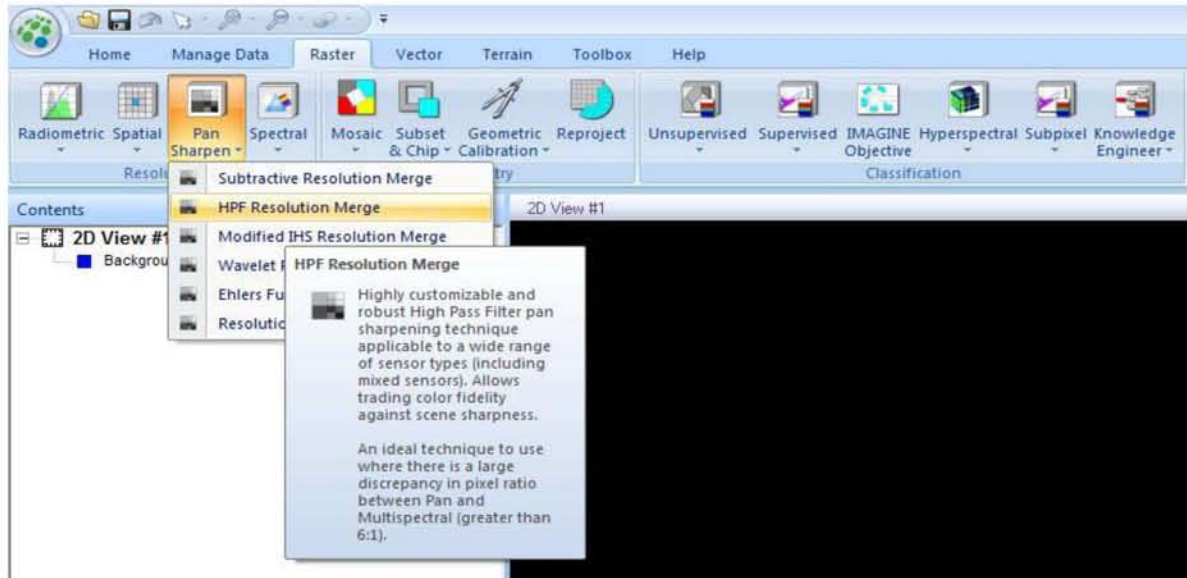 Home Manage Data Raster Vector Terrain Toolbox Help
Radiometric Spatial Pan Sharpen Spectral Mosaic Subset & Chip Geometric Calibration Reproject Unsupervised Supervised IMAGINE Objective Hyperspectral Subpixel Knowledge Engineer
Classification
Subtractive Resolution Merge
Contents
HPF Resolution Merge
2D View #1
2D View #1
Modified IHS Resolution Merge
Wavelet
HPF Resolution Merge
Highly customizable and
robust High Pass Filter pan
sharpening technique
applicable to a wide range
of sensor types (including
mixed sensors). Allows
trading color fidelity
against scene sharpness.
An ideal technique to use
where there is a large
discrepancy in pixel ratio
between Pan and
Multispectral (greater than
6:1).
Ehlers Fu